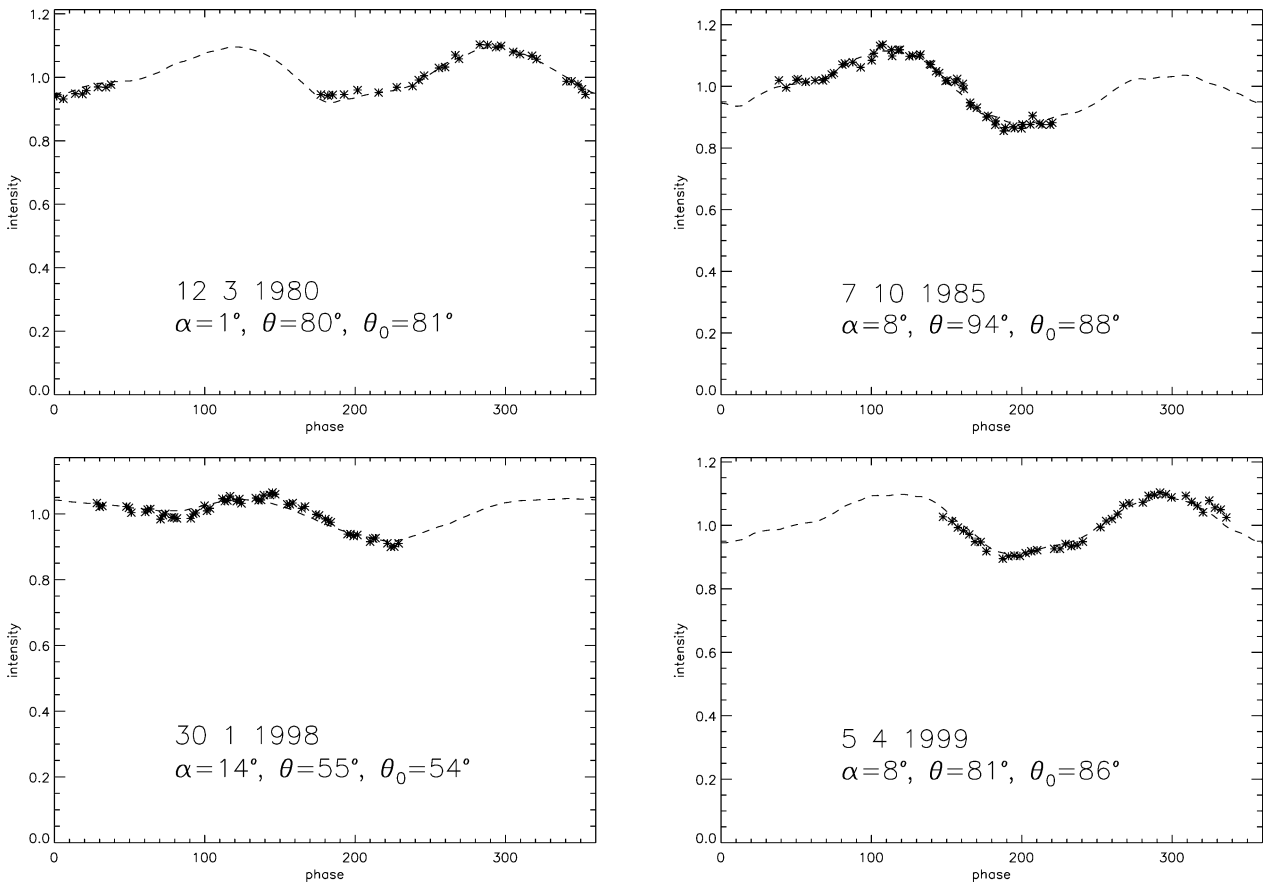 1.2
1.0
0.8
0.6
0.4
0.2
0.0
intensity
12 3 1980
α=1°, θ=80°, θ₀=81°
0 100 200 300
phase
1.2
1.0
0.8
0.6
0.4
0.2
0.0
intensity
7 10 1985
α=8°, θ=94°, θ₀=88°
0 100 200 300
phase
1.0
0.8
0.6
0.4
0.2
0.0
intensity
30 1 1998
α=14°, θ=55°, θ₀=54°
0 100 200 300
phase
1.2
1.0
0.8
0.6
0.4
0.2
0.0
intensity
5 4 1999
α=8°, θ=81°, θ₀=86°
0 100 200 300
phase